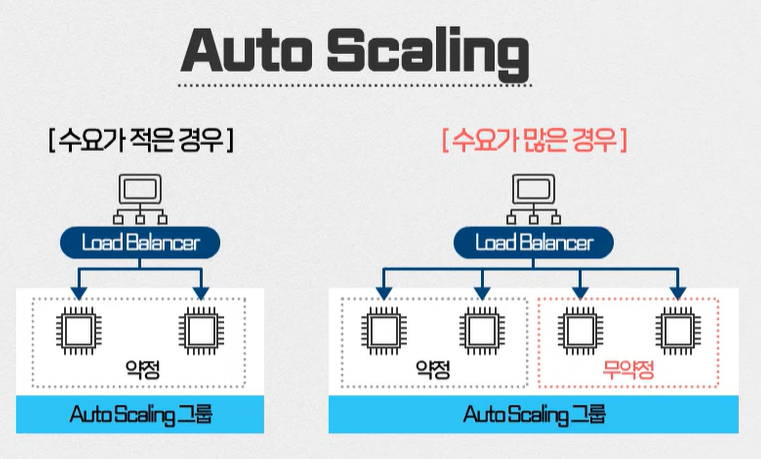 Auto Scaling
[ 수요가 적은 경우 ]
[ 수요가 많은 경우 ]
Load Balancer
Load Balancer
약정
약정
무약정
Auto Scaling 그룹
Auto Scaling 그룹